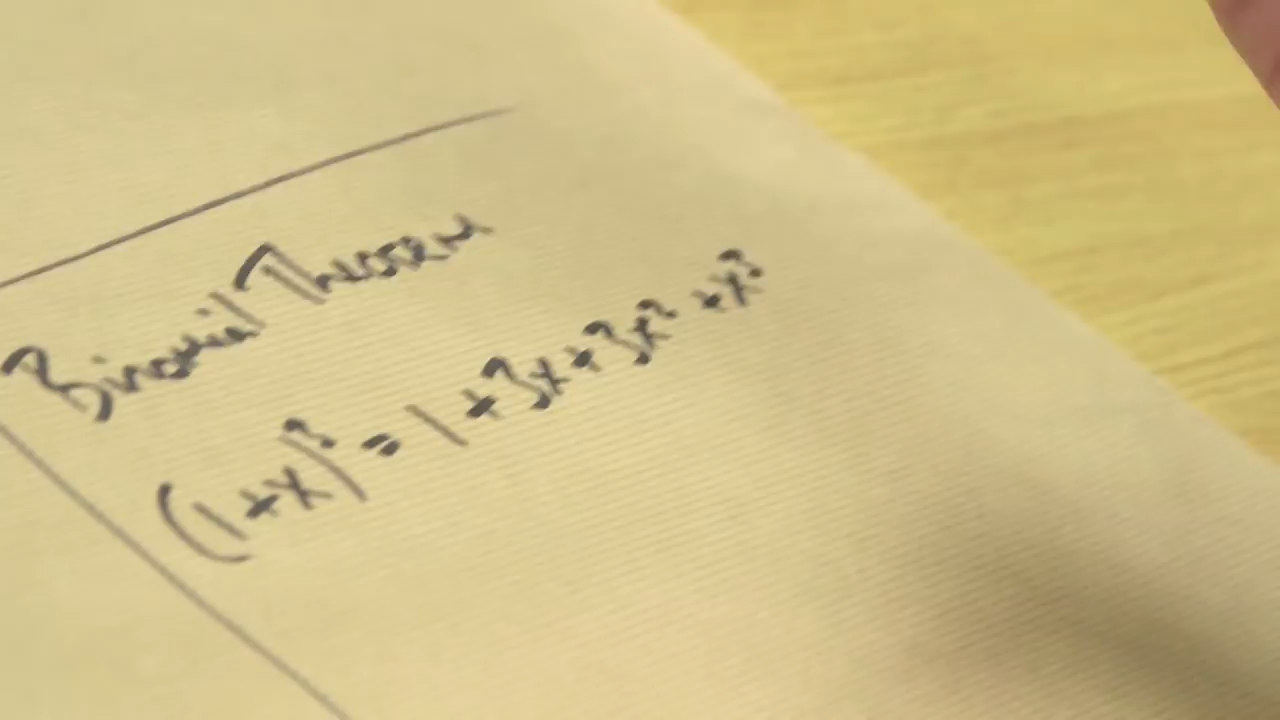 Binomial Theorem
(1+x)³ = 1+3x+3x²+x³